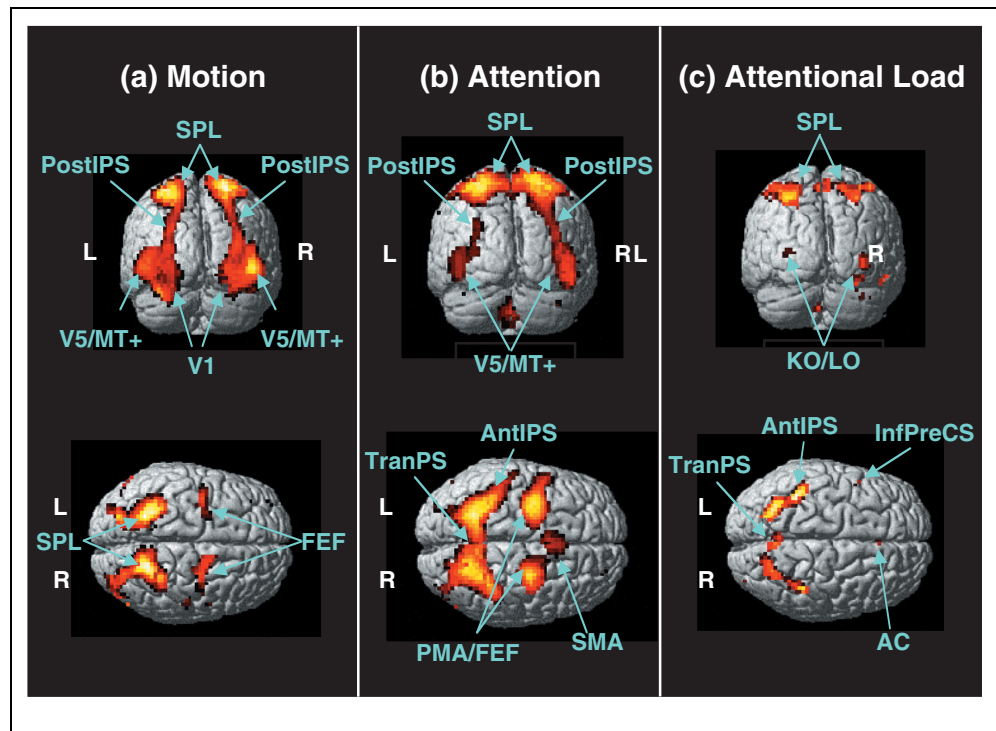 (a) Motion
SPL
PostIPS PostIPS
L R
V5/MT+ V5/MT+
V1
L
SPL FEF
R
(b) Attention
SPL
PostIPS PostIPS
R
V5/MT+
AntIPS
TranPS
L
R
PMA/FEF SMA
(c) Attentional Load
SPL
L R
KO/LO
AntIPS InfPreCS
TranPS
L
R
AC